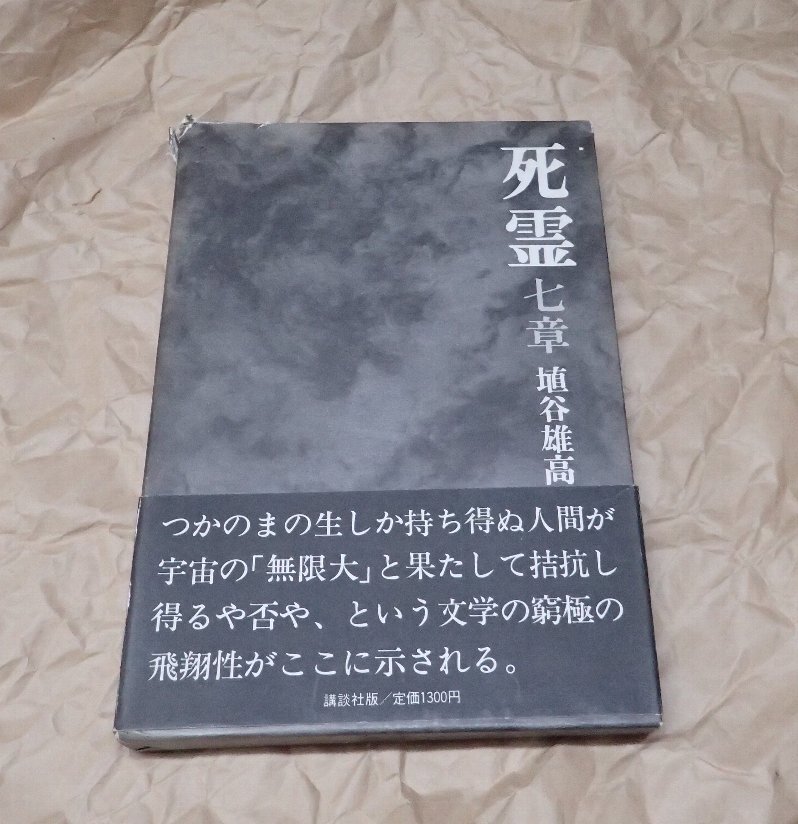 死霊
七章
埴谷雄高
つかのまの生しか持ち得ぬ人間が
宇宙の「無限大」と果たして拮抗し
得るや否や、という文学の窮極の
飛翔性がここに示される。
講談社版／定価1300円